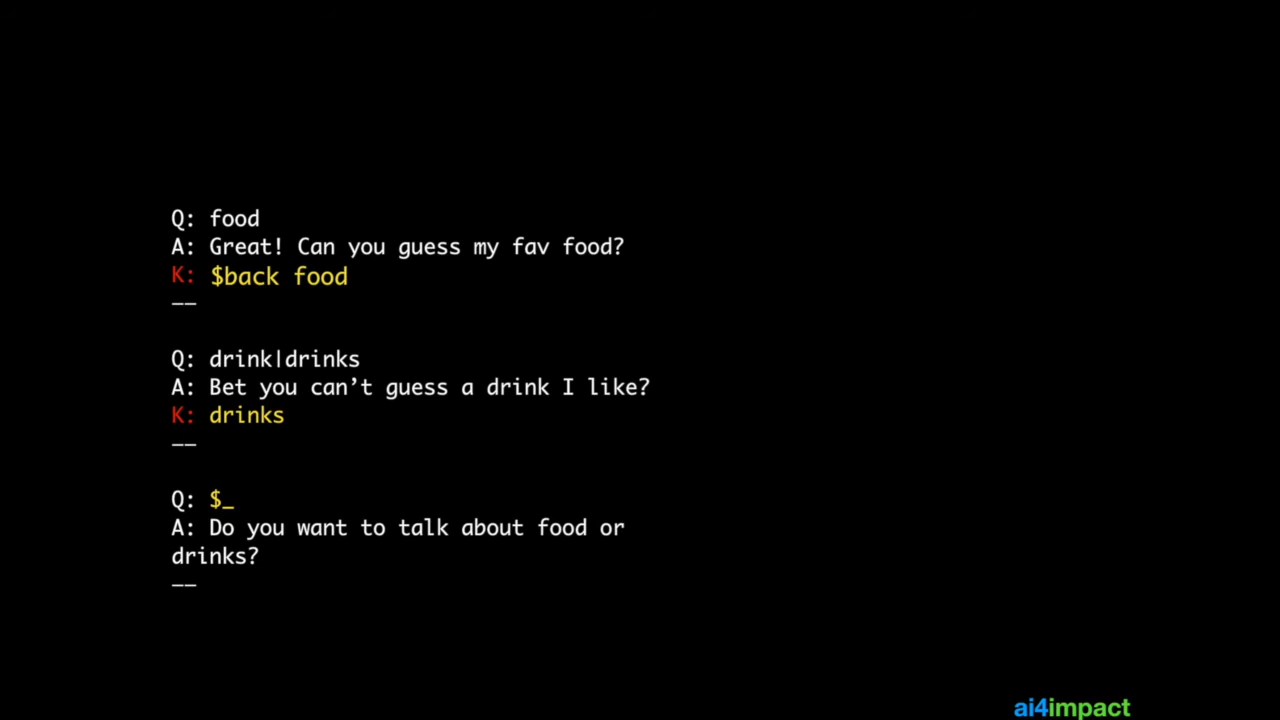 Q: food
A: Great! Can you guess my fav food?
K: $back food
——
Q: drink|drinks
A: Bet you can’t guess a drink I like?
K: drinks
——
Q: $_
A: Do you want to talk about food or
drinks?
——
ai4impact